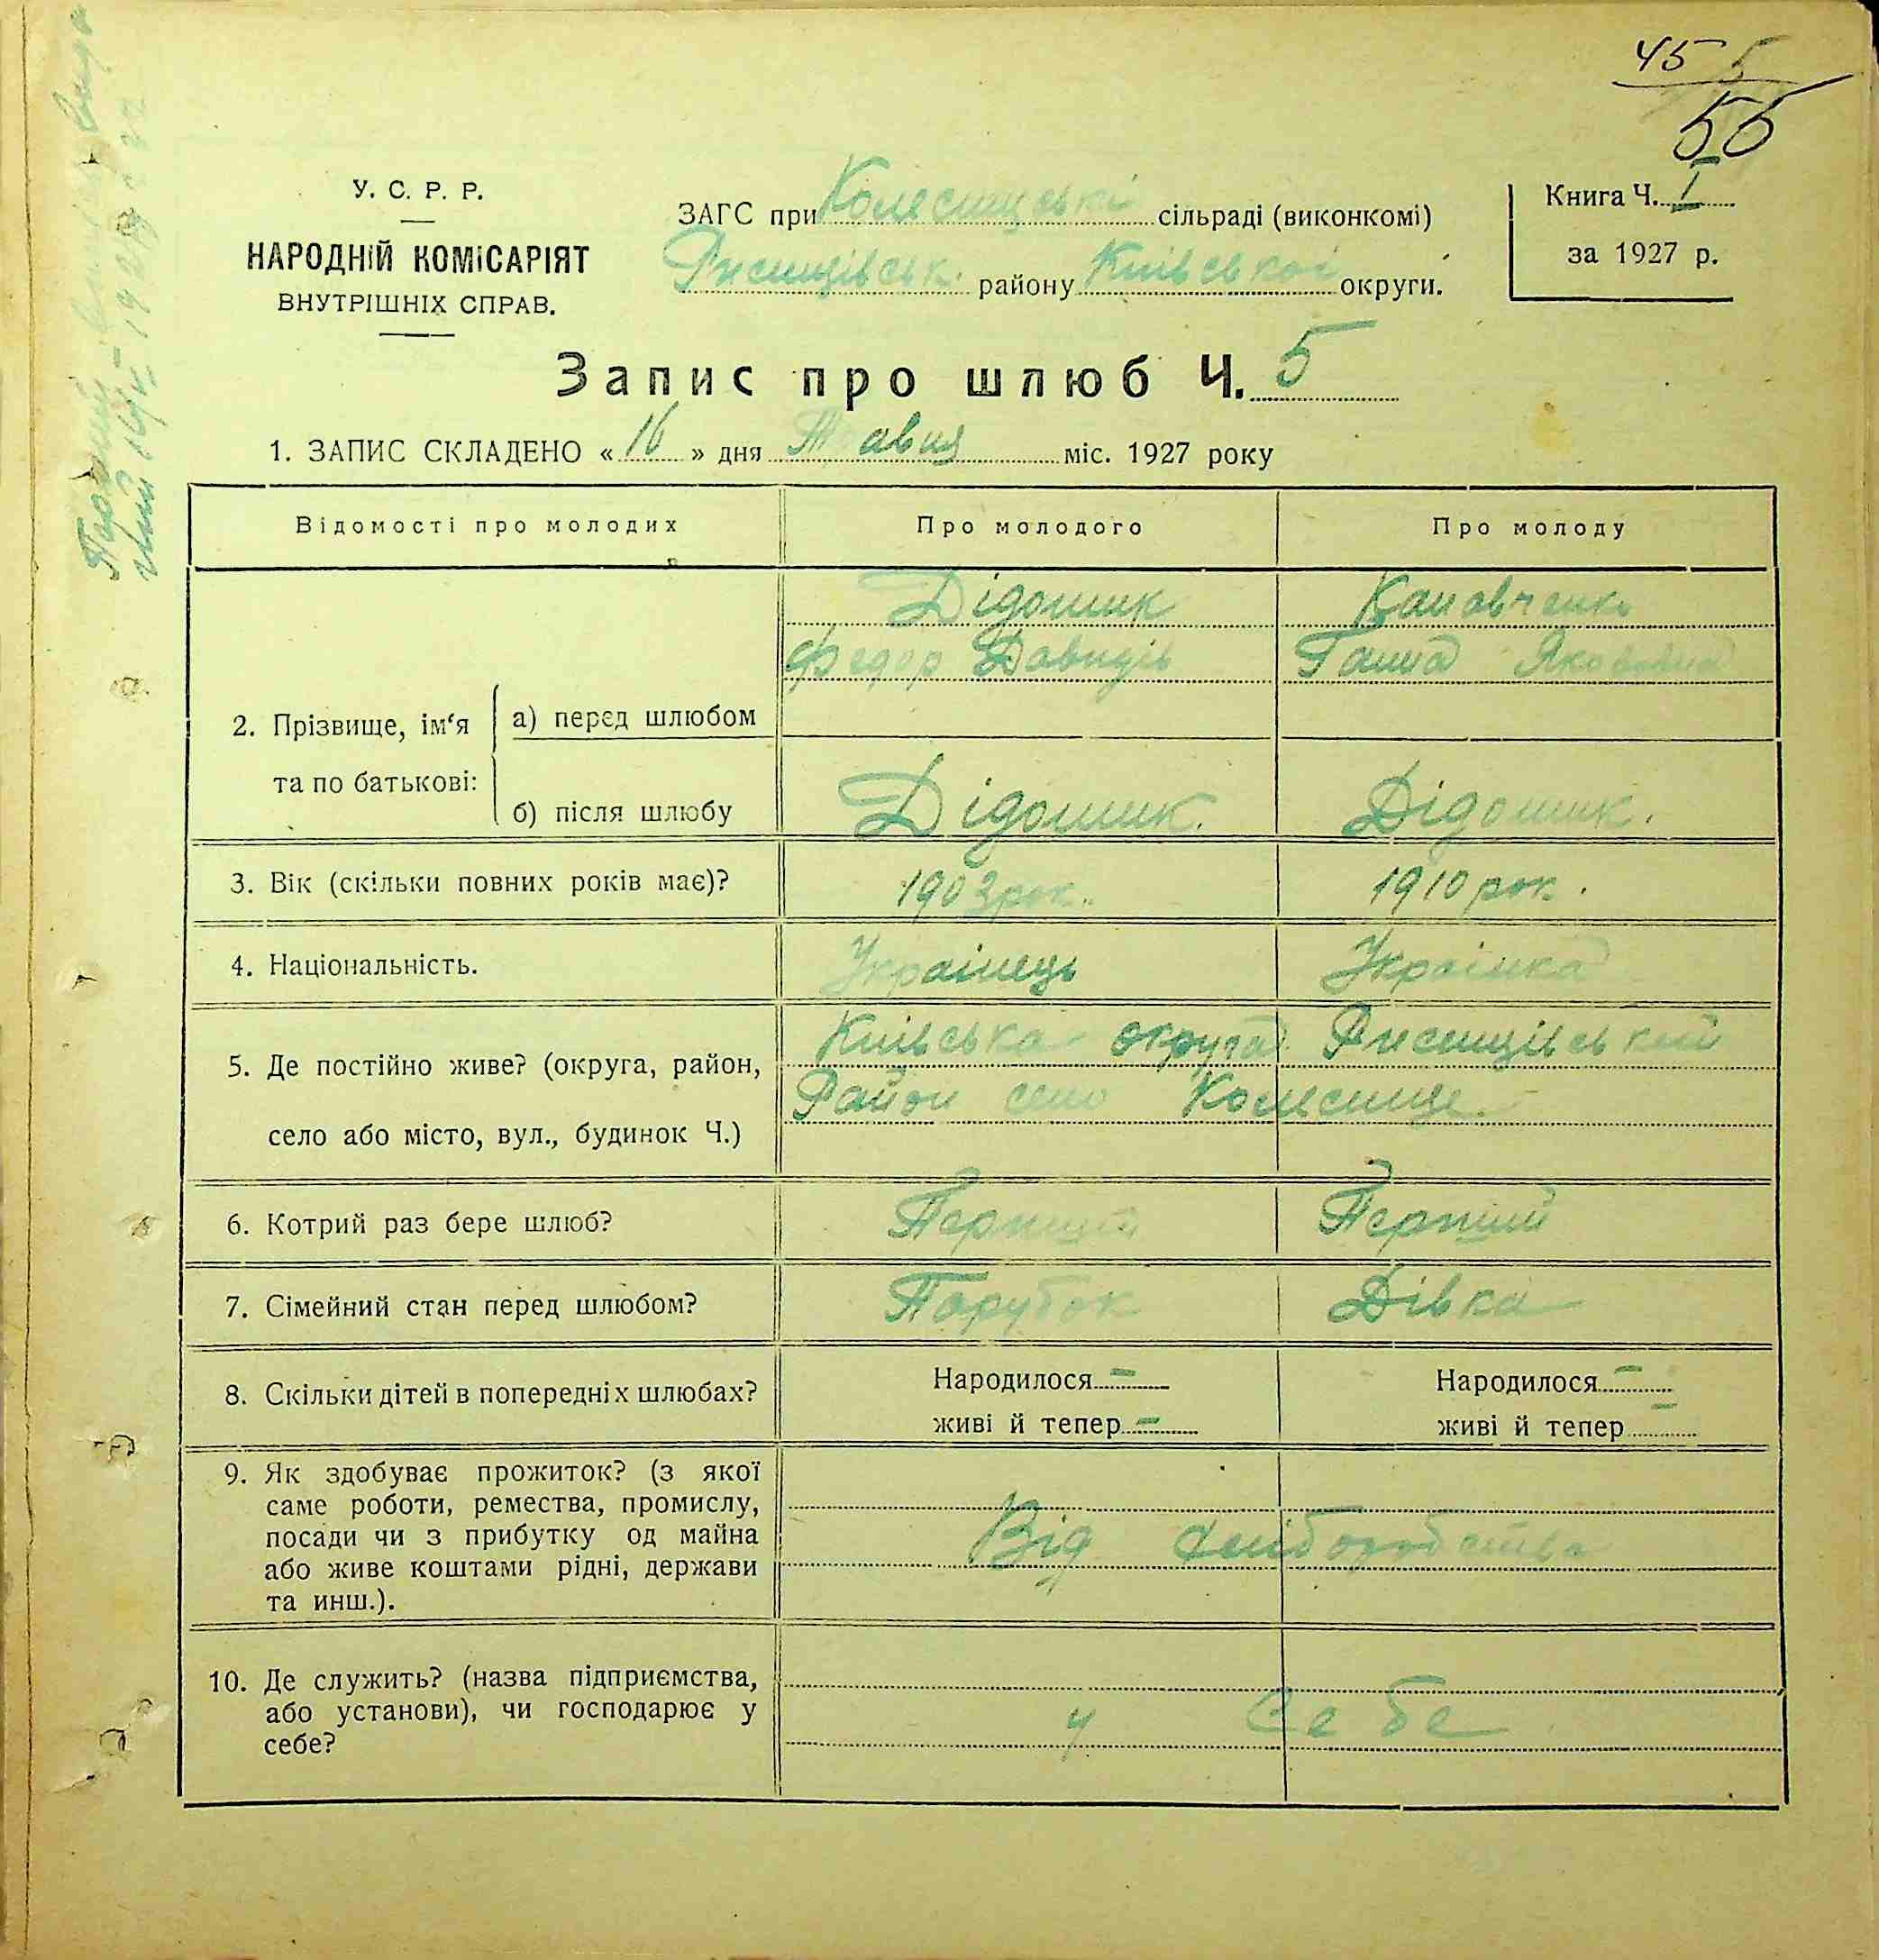 45 5
55
У. С. Р. Р.
НАРОДНІЙ КОМІСАРІЯТ
ВНУТРІШНІХ СПРАВ.
ЗАГС при Колесищській сільраді (виконкомі)
Ржищівськ. району Київської округи.
Книга Ч. I
за 1927 р.
Запис про шлюб Ч. 5
1. ЗАПИС СКЛАДЕНО « 16 » дня Травня міс. 1927 року
Відомості про молодих Про молодого Про молоду
Дідошик
Федор Давидів
Ганна Яковівна
2. Прізвище, ім‘я та по батькові:
а) перед шлюбом
б) після шлюбу Дідошик. Дідошик.
3. Вік (скільки повних років має)? 1903 рок. 1910 рок.
4. Національність. Украінець Украінка
5. Де постійно живе? (округа, район,
село або місто, вул., будинок Ч.)
Київська округа Ржищівський
Район село Колесище.
6. Котрий раз бере шлюб? Перший Перший
7. Сімейний стан перед шлюбом? Парубок Дівка
8. Скільки дітей в попередніх шлюбах?
Народилося – Народилося –
живі й тепер – живі й тепер –
9. Як здобуває прожиток? (з якої
саме роботи,ремества, промислу,
посади чи з прибутку од майна
або живе коштами рідні, держави
та инш.).
Від хліборобства
10. Де служить? (назва підприємства,
або установи), чи господарює у
себе?
у Себе